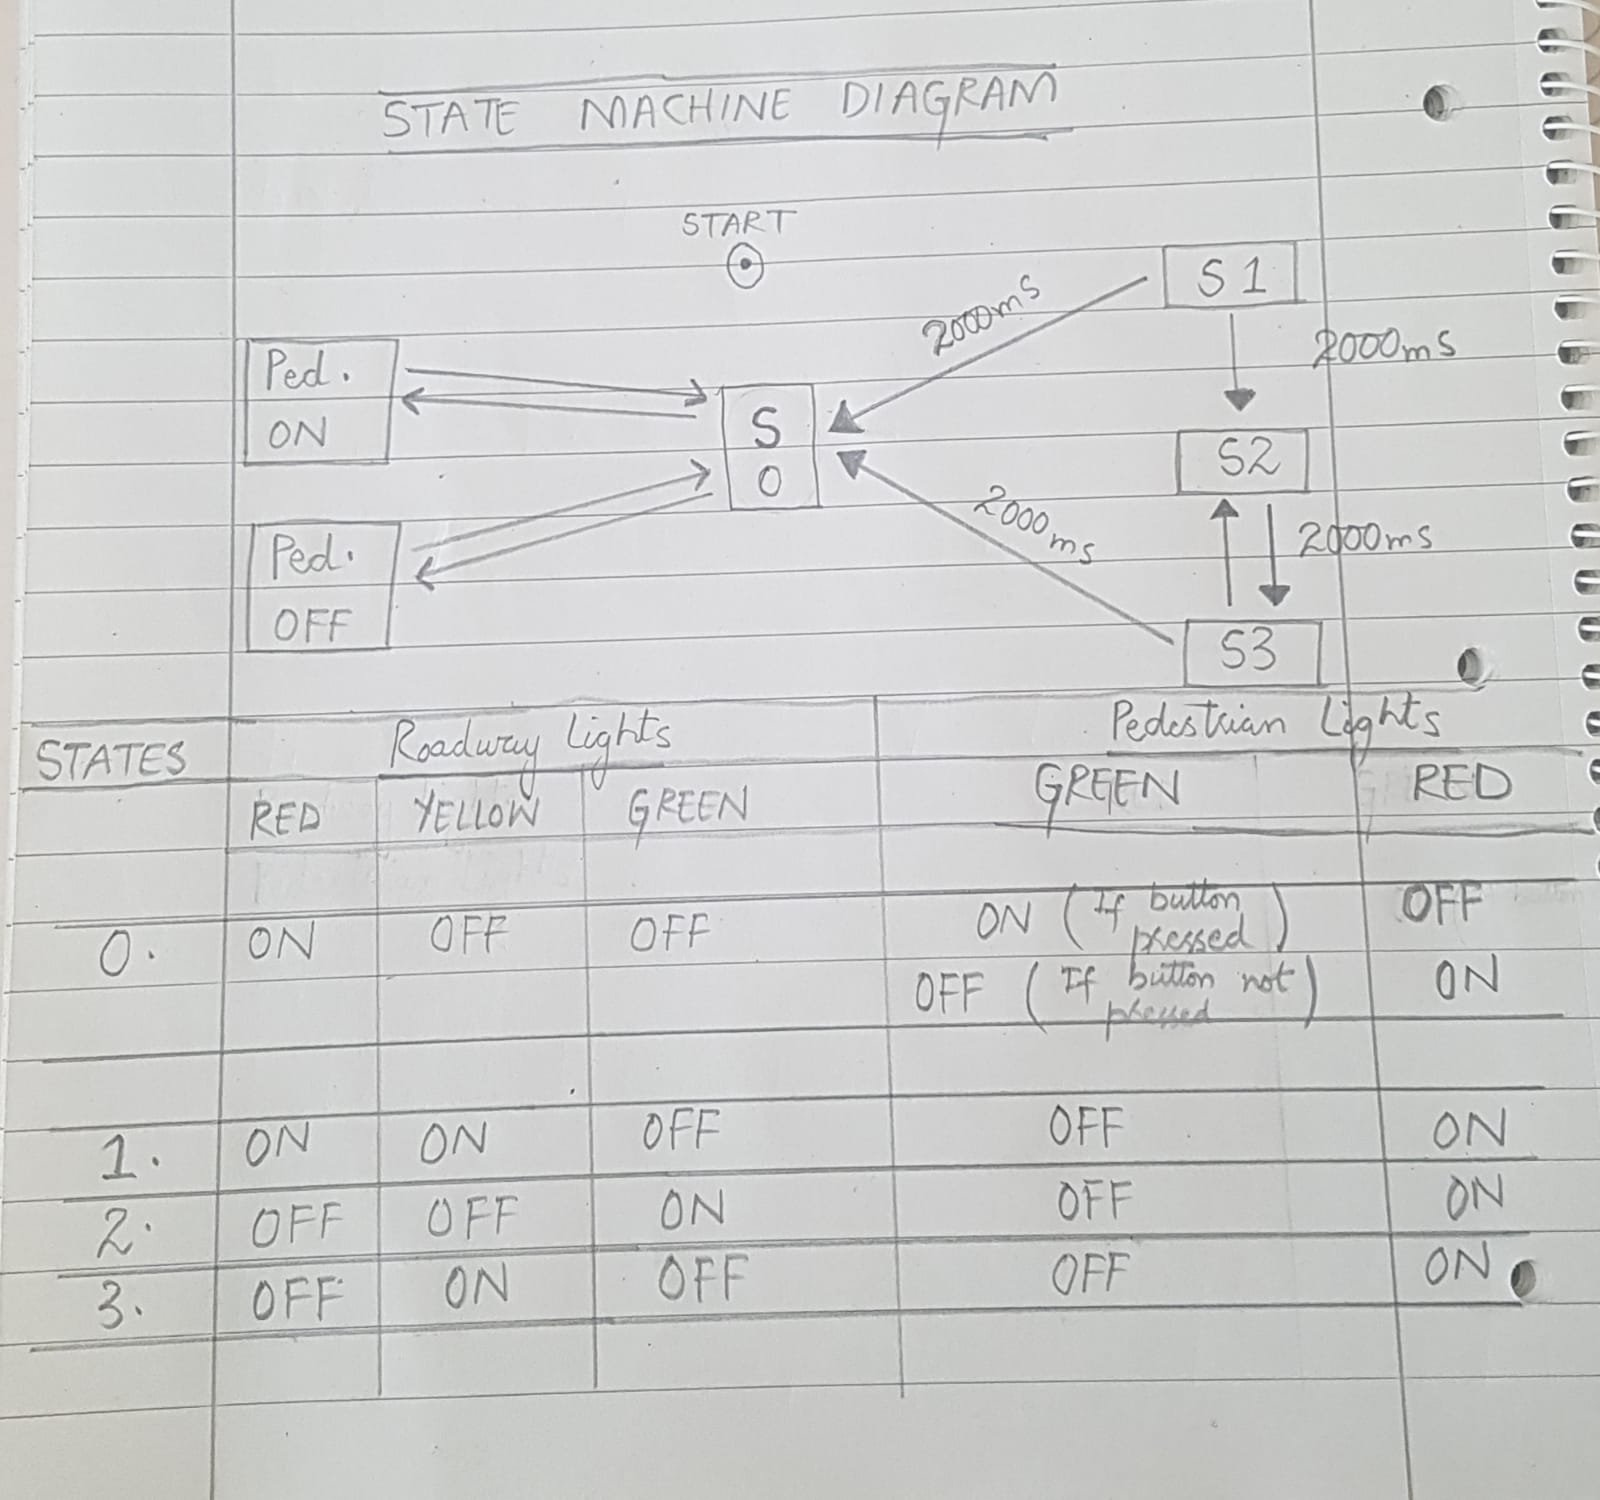 STATE MACHINE DIAGRAM
START
S 1
2000ms
2000ms
Ped.
ON
S
0
S2
2000ms
2000ms
Ped.
OFF
S3
STATES Roadway Lights Pedestrian Lights
RED YELLOW GREEN GREEN RED
0. ON OFF OFF ON (If button pressed) OFF
OFF (If button not pressed) ON
1. ON ON OFF OFF ON
2. OFF OFF ON OFF ON
3. OFF ON OFF OFF ON